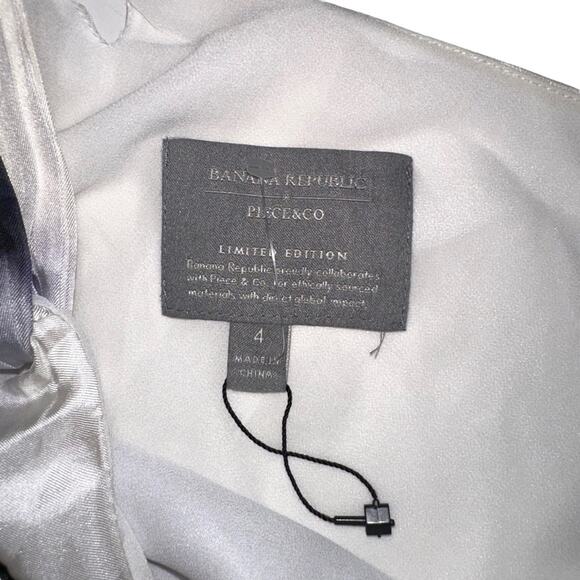 BANANA REPUBLIC
&
PIECE&CO
LIMITED EDITION
Banana Republic proudly collaborates
with Piece & Co. for ethically sourced
materials with direct global impact.
4
MADE IN
CHINA